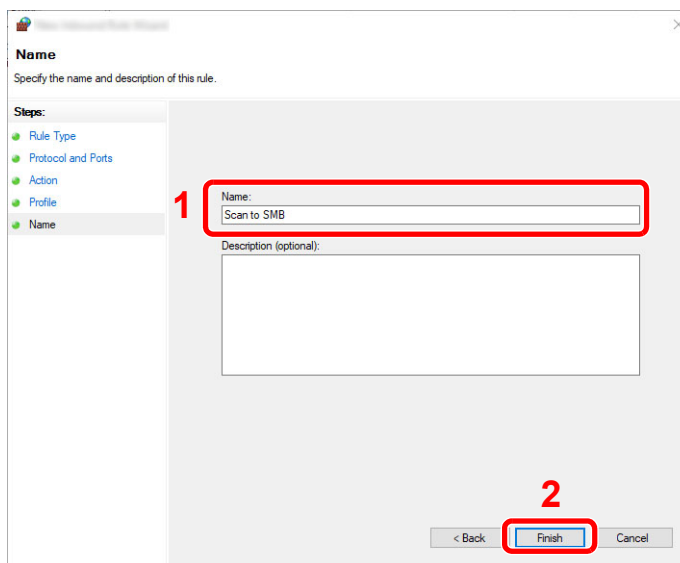 Name
Specify the name and description of this rule.
Steps:
Rule Type
Protocol and Ports
Action
Profile
Name
1
Name:
Scan to SMB
Description (optional):
2
< Back
Finish
Cancel